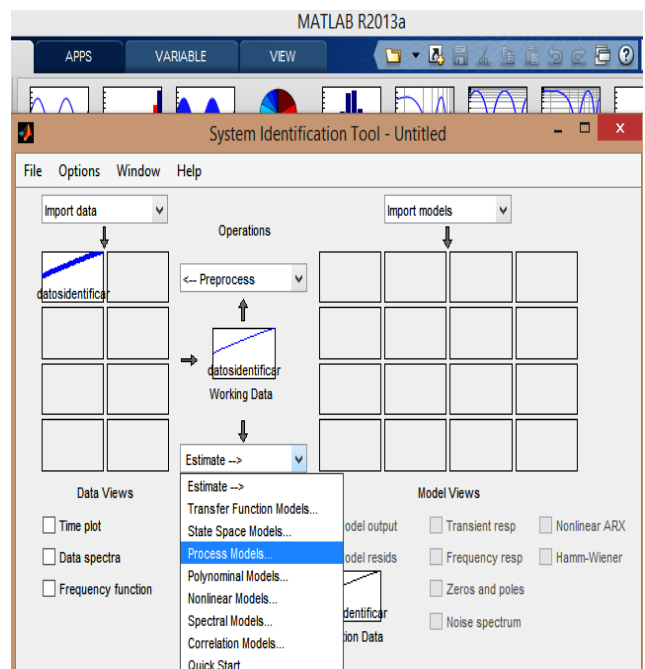 MATLAB R2013a
APPS VARIABLE VIEW
System Identification Tool - Untitled
File Options Window Help
Import data
Import models
Operations
<-- Preprocess
datosidentificar
datosidentificar
Working Data
Estimate -->
Estimate -->
Transfer Function Models...
State Space Models...
Process Models...
Polynominal Models...
Nonlinear Models...
Spectral Models...
Correlation Models...
Quick Start
Data Views
Time plot
Data spectra
Frequency function
Model Views
odel output
Transient resp
Nonlinear ARX
odel resids
Frequency resp
Hamm-Wiener
Zeros and poles
Noise spectrum
dentificar
tion Data